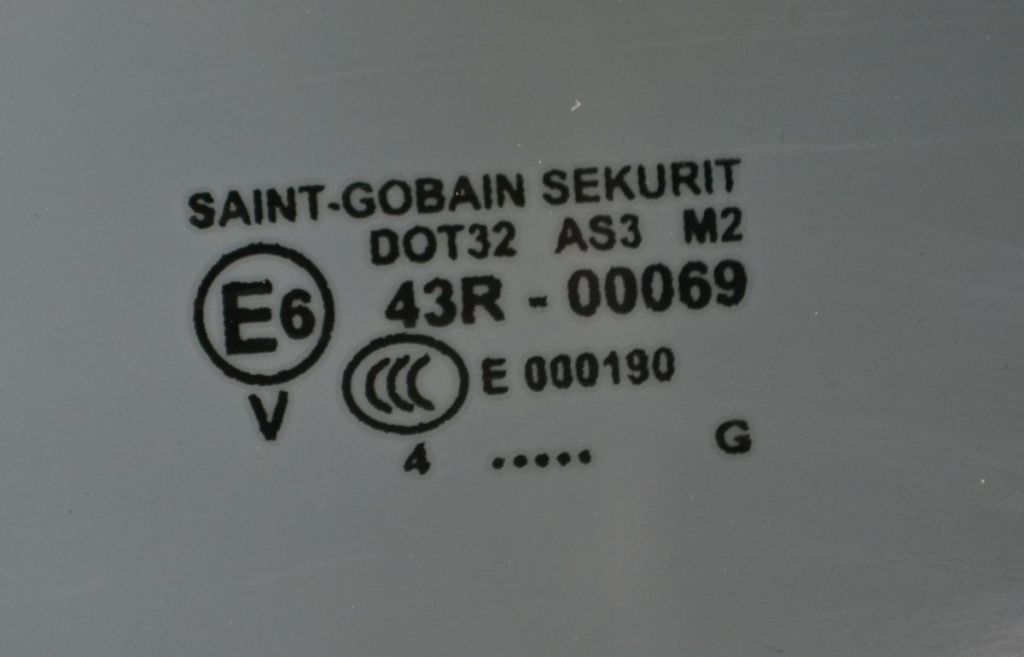 SAINT-GOBAIN SEKURIT
DOT32 AS3 M2
E6 43R - 00069
CCC E 000190
V
4 ..... G